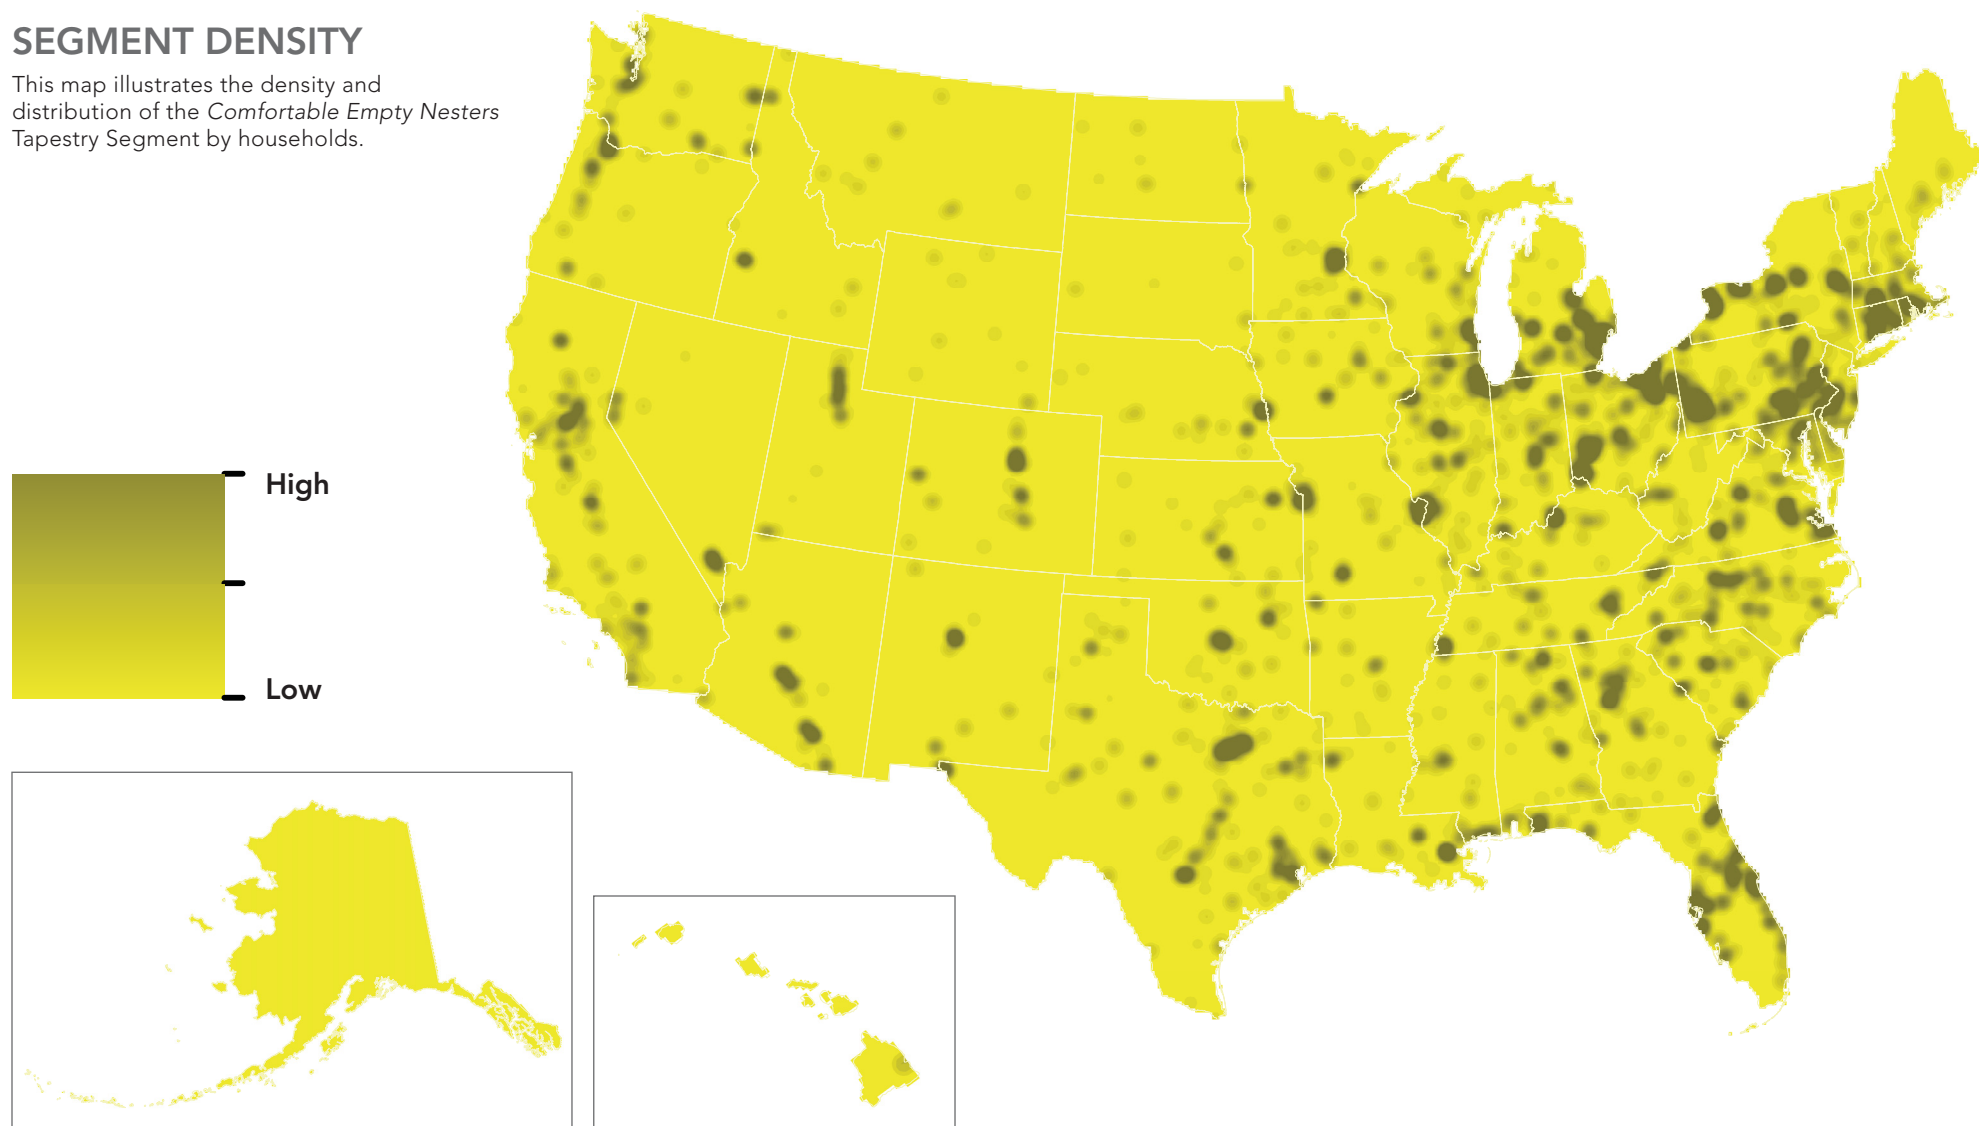 SEGMENT DENSITY
This map illustrates the density and
distribution of the Comfortable Empty Nesters
Tapestry Segment by households.
High
Low